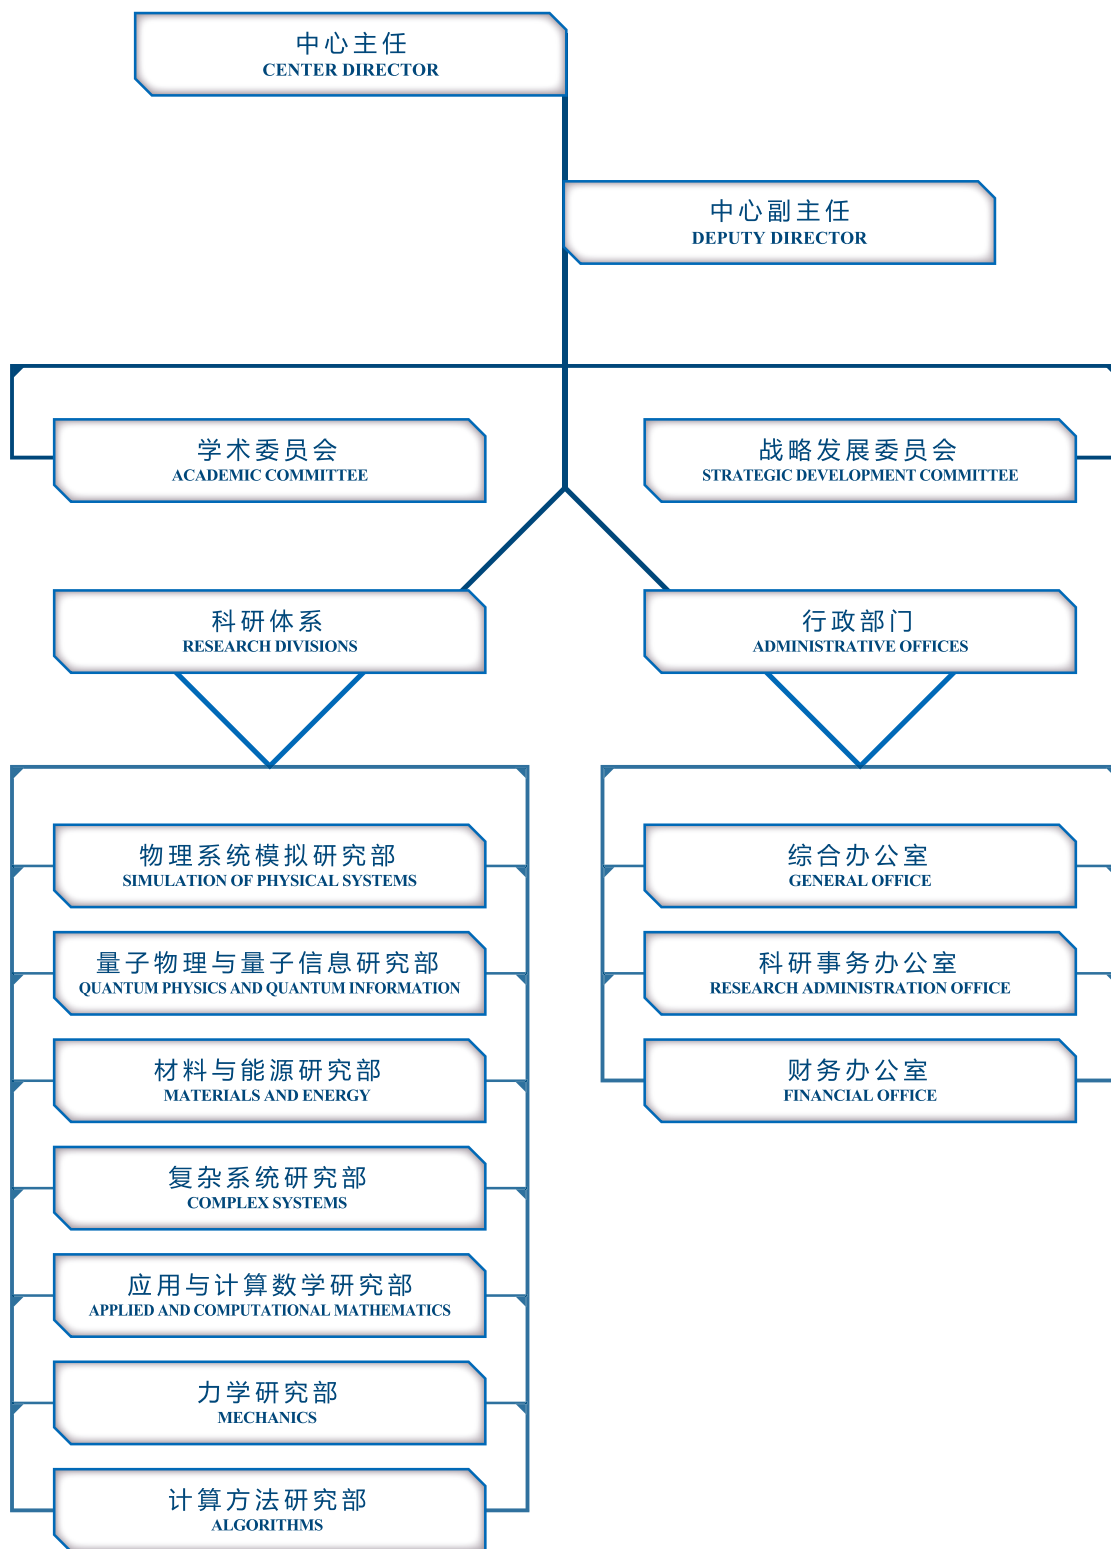 中心主任
CENTER DIRECTOR
中心副主任
DEPUTY DIRECTOR
学术委员会
ACADEMIC COMMITTEE
战略发展委员会
STRATEGIC DEVELOPMENT COMMITTEE
科研体系
RESEARCH DIVISIONS
行政部门
ADMINISTRATIVE OFFICES
物理系统模拟研究部
SIMULATION OF PHYSICAL SYSTEMS
量子物理与量子信息研究部
QUANTUM PHYSICS AND QUANTUM INFORMATION
材料与能源研究部
MATERIALS AND ENERGY
复杂系统研究部
COMPLEX SYSTEMS
应用与计算数学研究部
APPLIED AND COMPUTATIONAL MATHEMATICS
力学研究部
MECHANICS
计算方法研究部
ALGORITHMS
综合办公室
GENERAL OFFICE
科研事务办公室
RESEARCH ADMINISTRATION OFFICE
财务办公室
FINANCIAL OFFICE